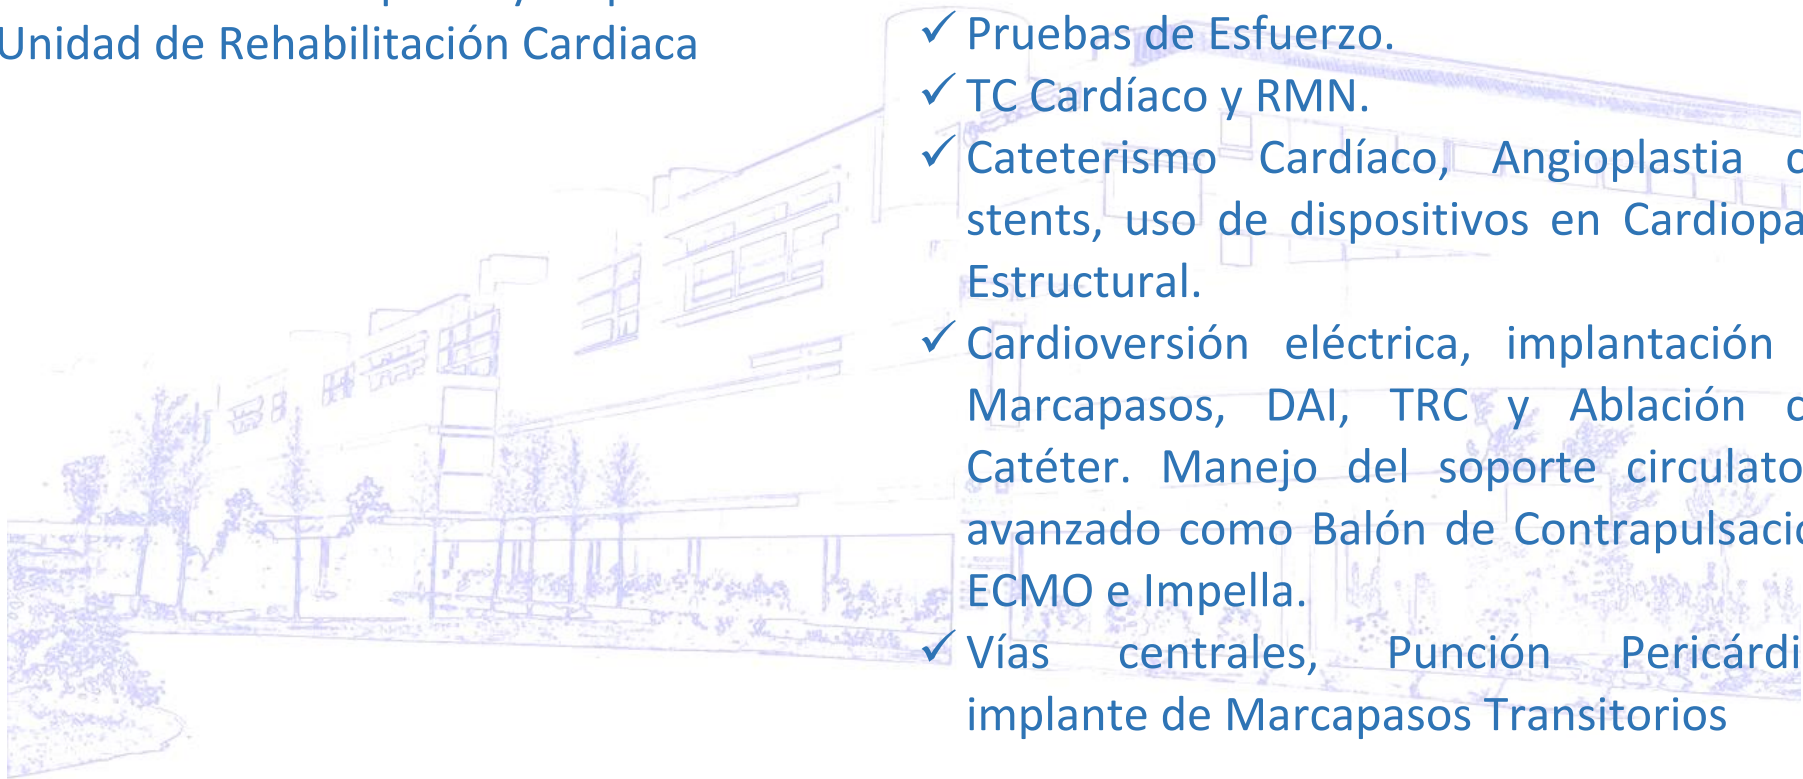 Unidad de Rehabilitación Cardiaca
✓ Pruebas de Esfuerzo.
✓ TC Cardíaco y RMN.
✓ Cateterismo Cardíaco, Angioplastia
stents, uso de dispositivos en
Estructural.
✓ Cardioversión eléctrica, implantación
Marcapasos, DAI, TRC y Ablación
Catéter. Manejo del soporte
avanzado como Balón de
ECMO e Impella.
✓ Vías centrales, Punción
implante de Marcapasos Transitorios